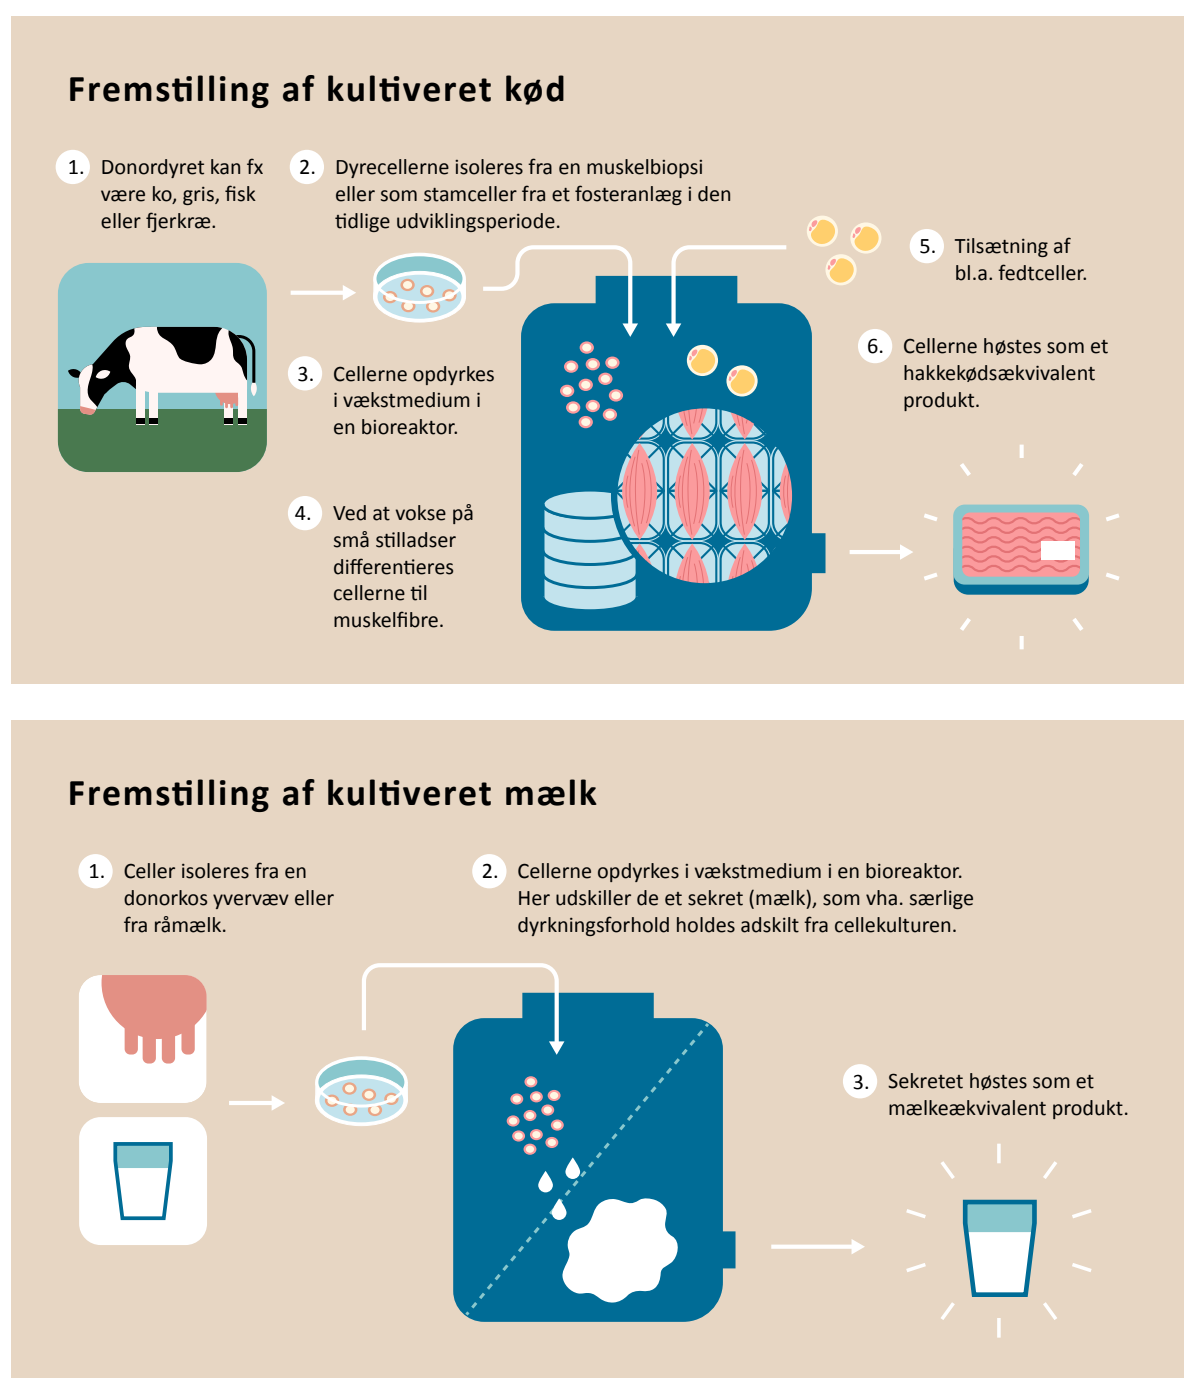 Fremstilling af kultiveret kød
1. Donordyret kan fx
være ko, gris, fisk
eller fjerkræ.
2. Dyrecellerne isoleres fra en muskelbiopsi
eller som stamceller fra et fosteranlæg i den
tidlige udviklingsperiode.
3. Cellerne opdyrkes
i vækstmedium i
en bioreaktor.
4. Ved at vokse på
små stilladser
differentieres
cellerne til
muskelfibre.
5. Tilsætning af
bl.a. fedtceller.
6. Cellerne høstes som et
hakkekødsækvivalent
produkt.
Fremstilling af kultiveret mælk
1. Celler isoleres fra en
donorkos yvervæv eller
fra råmælk.
2. Cellerne opdyrkes i vækstmedium i en bioreaktor.
Her udskiller de et sekret (mælk), som vha. særlige
dyrkningsforhold holdes adskilt fra cellekulturen.
3. Sekretet høstes som et
mælkeækvivalent produkt.